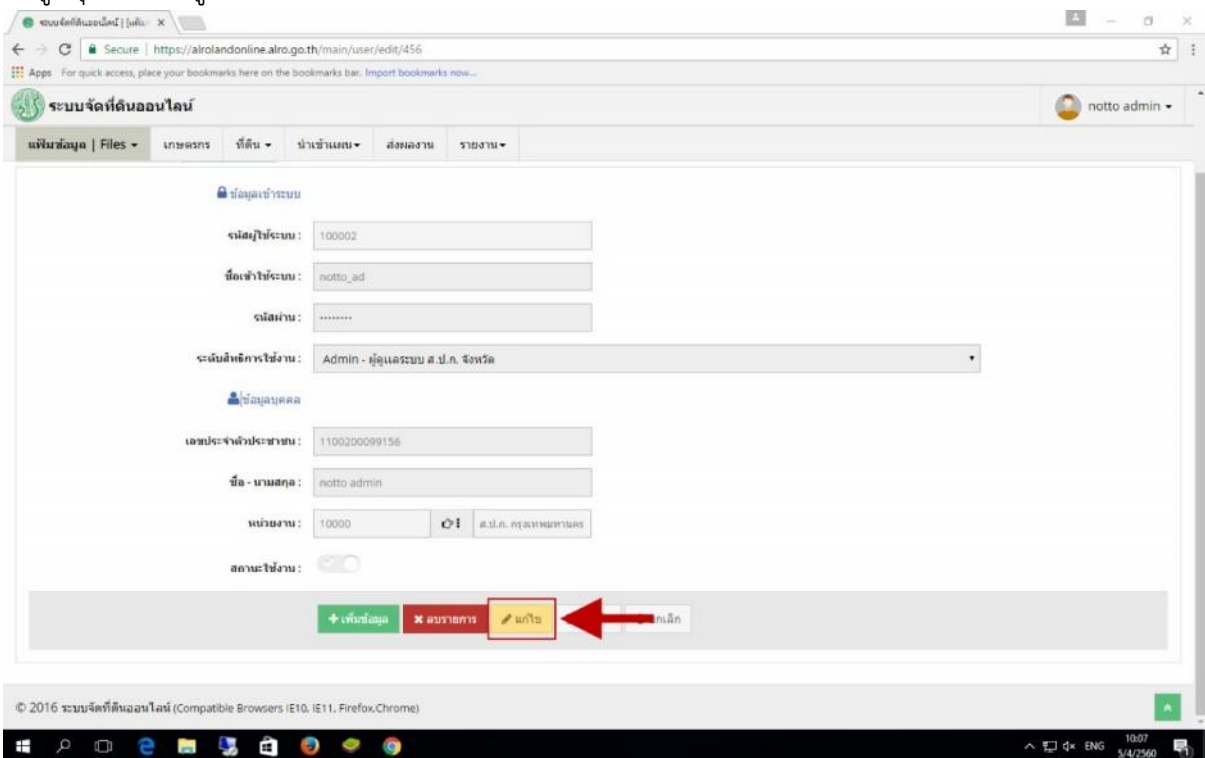 ระบบจัดที่ดินออนไลน์ |
Secure | https://alrolandonline.alro.go.th/main/user/edit/456
Apps For quick access, place your bookmarks here on the bookmarks bar. Import bookmarks now...
ระบบจัดที่ดินออนไลน์
notto admin
แฟ้มข้อมูล | Files เกษตรกร ที่ดิน นำเข้าแผน ส่งผลงาน รายงาน
ข้อมูลเข้าระบบ
รหัสผู้ใช้ระบบ : 100002
ชื่อเข้าใช้ระบบ : notto_ad
รหัสผ่าน : ........
ระดับสิทธิการใช้งาน : Admin - ผู้ดูแลระบบ ส.ป.ก. จังหวัด
ข้อมูลบุคคล
เลขประจำตัวประชาชน : 1100200099156
ชื่อ - นามสกุล : notto admin
หน่วยงาน : 10000 ส.ป.ก. กรุงเทพมหานคร
สถานะใช้งาน :
เพิ่มข้อมูล ลบรายการ แก้ไข
© 2016 ระบบจัดที่ดินออนไลน์ (Compatible Browsers IE10, IE11, Firefox,Chrome)
ENG 10:07
5/4/2560